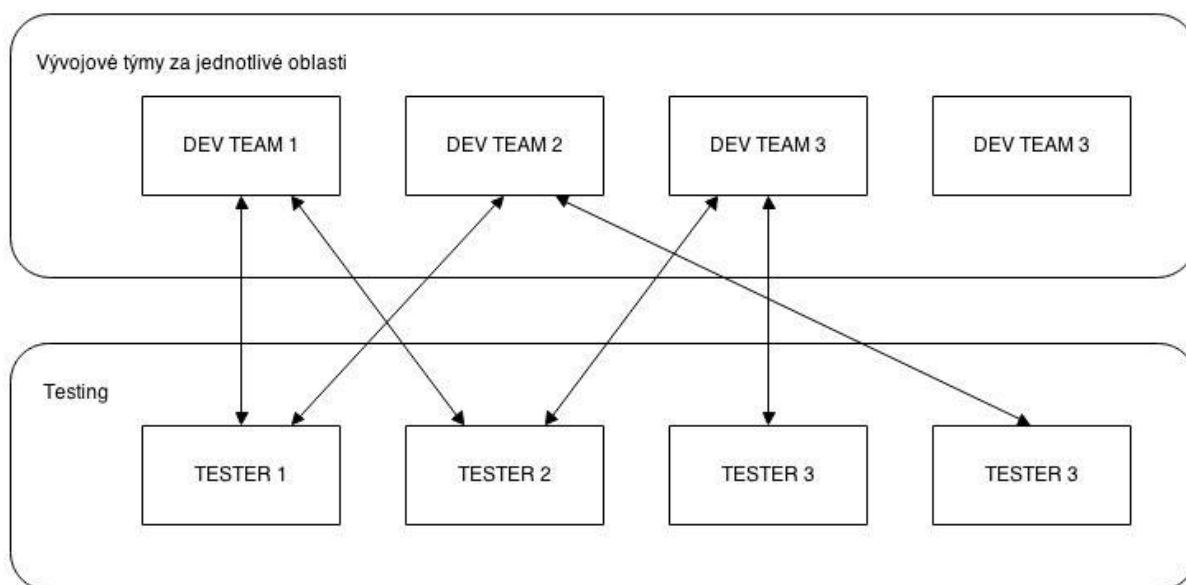 Vývojové týmy za jednotlivé oblasti
DEV TEAM 1
DEV TEAM 2
DEV TEAM 3
DEV TEAM 3
Testing
TESTER 1
TESTER 2
TESTER 3
TESTER 3